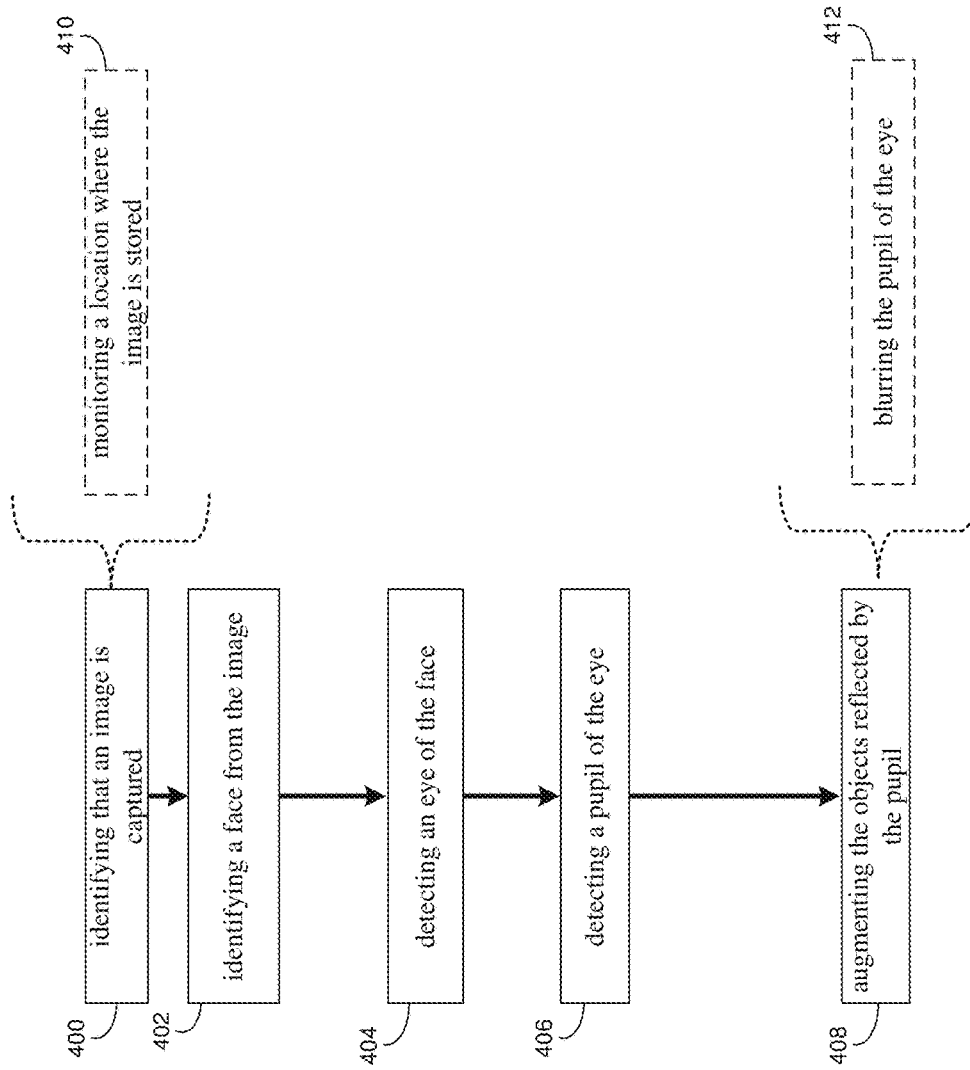 400
identifying that an image is
captured
410
monitoring a location where the
image is stored
402
identifying a face from the image
404
detecting an eye of the face
406
detecting a pupil of the eye
408
augmenting the objects reflected by
the pupil
412
blurring the pupil of the eye